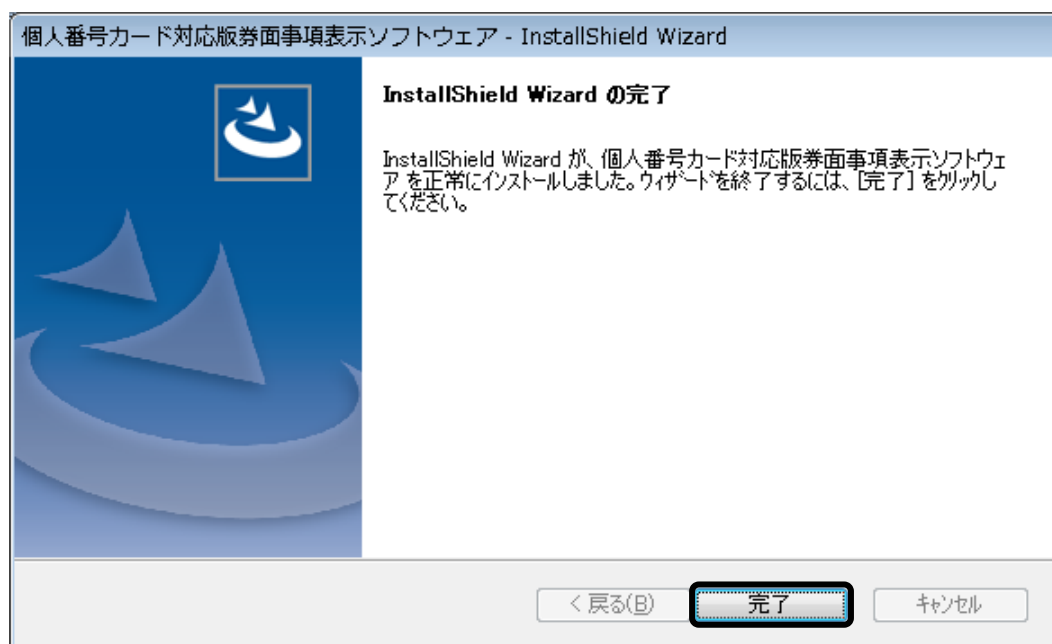 個人番号カード対応版券面事項表示ソフトウェア - InstallShield Wizard
InstallShield Wizard の完了
InstallShield Wizard が、個人番号カード対応版券面事項表示ソフトウェ
ア を正常にインストールしました。ウィザードを終了するには、[完了] をクリックし
てください。
< 戻る(B)
完了
キャンセル